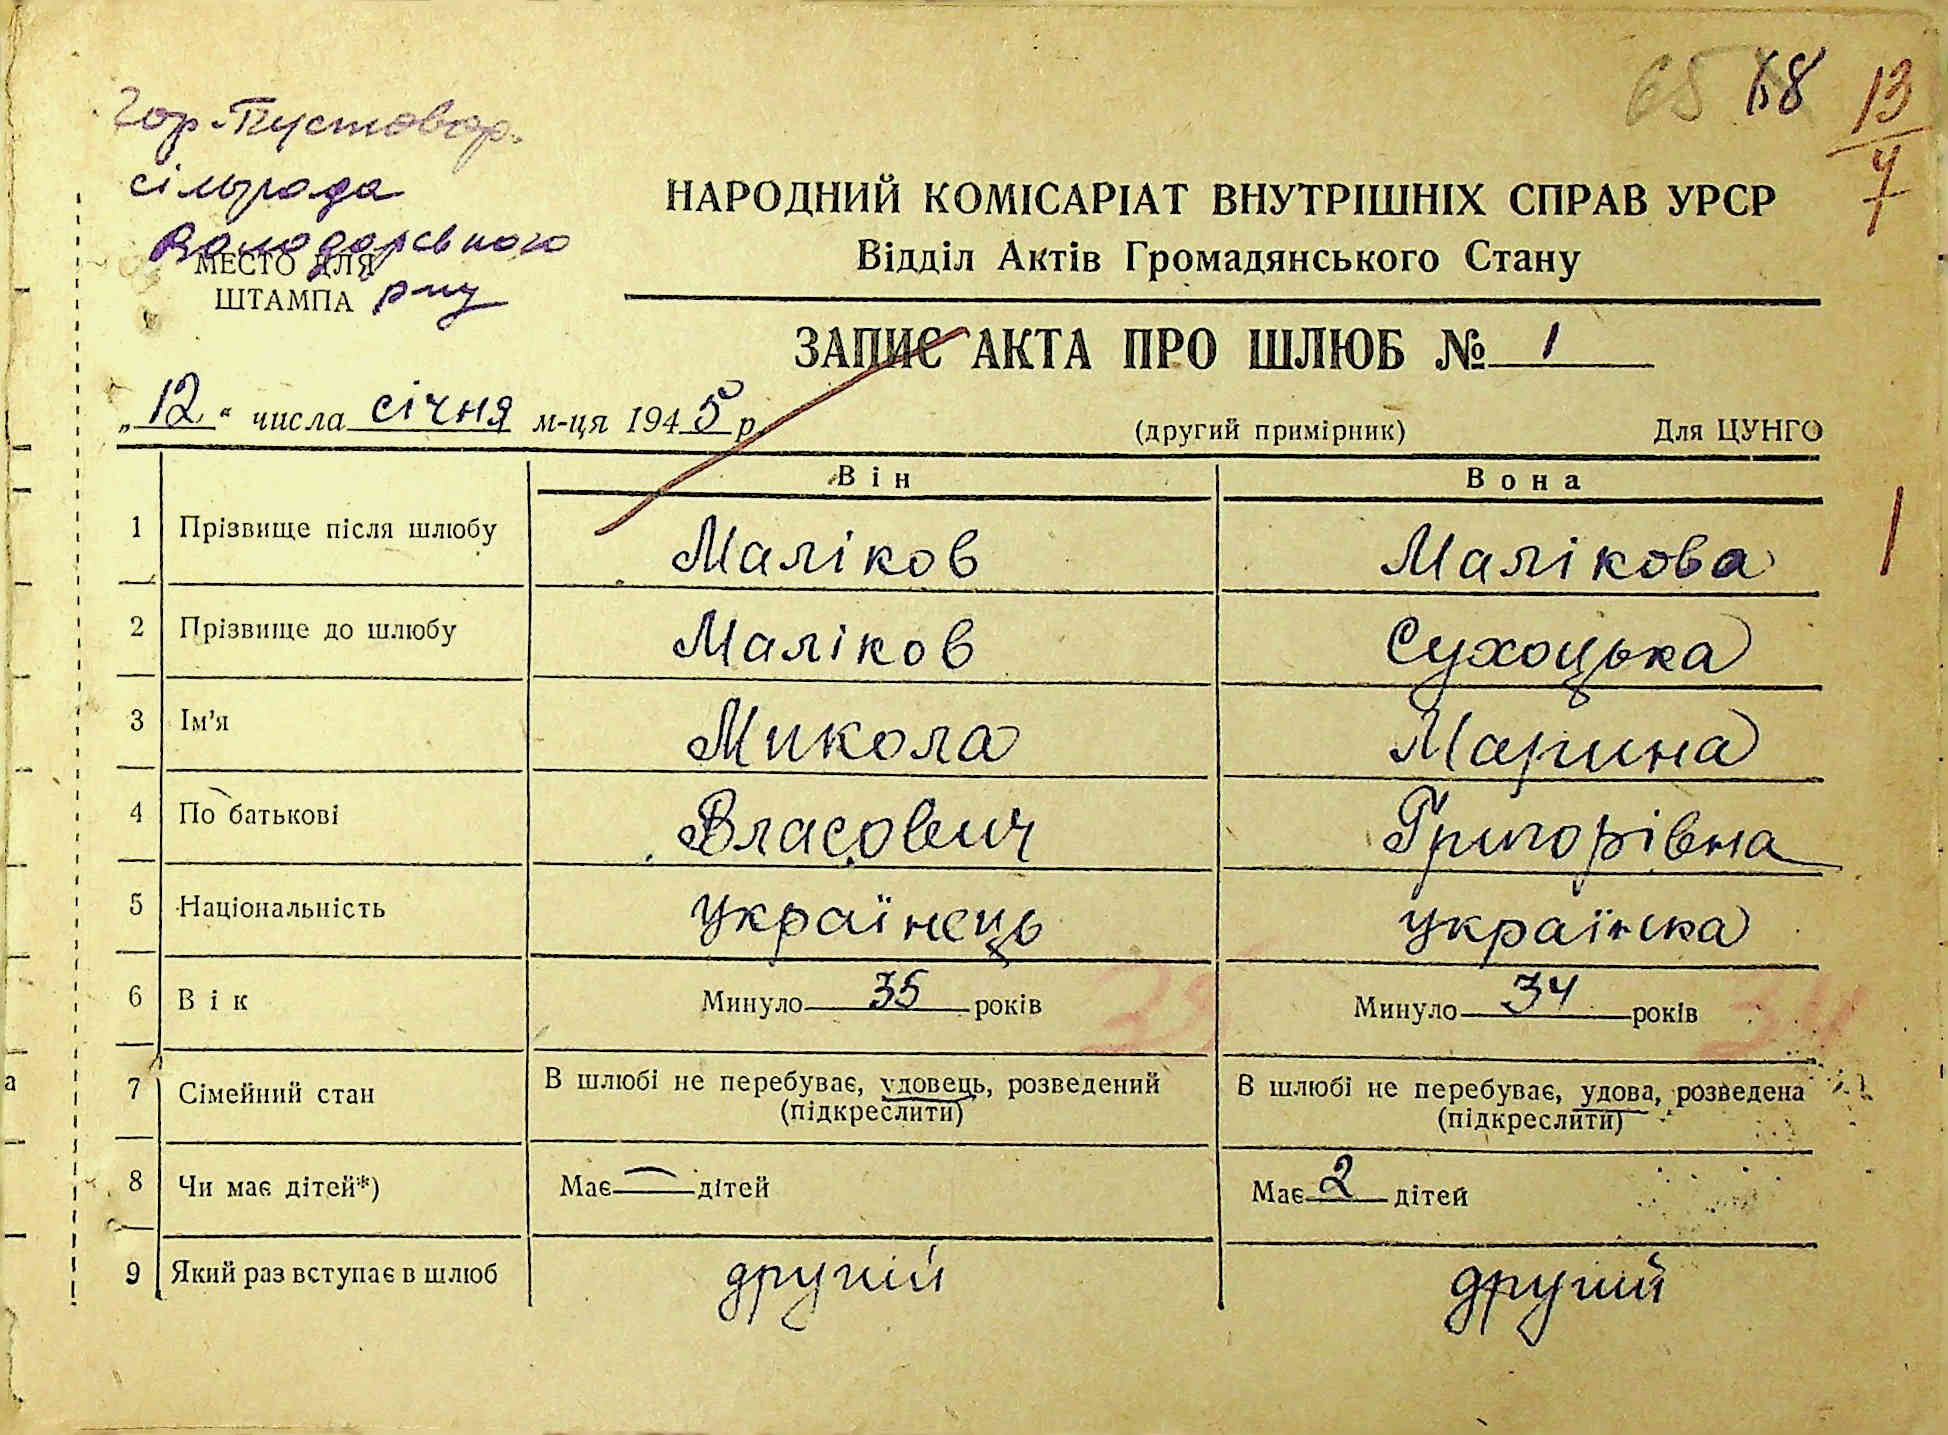 65 68 13/4
Гор-Пустовар.
сільрада
Володарського
МЕСТО ДЛЯ
ШТАМПА р-ну
НАРОДНИЙ КОМІСАРІАТ ВНУТРІШНІХ СПРАВ УРСР
Відділ Актів Громадянського Стану
ЗАПИС АКТА ПРО ШЛЮБ № 1
„12“ числа січня м-ця 1945 р.
(другий примірник) Для ЦУНГО
Він Вона
1 Прізвище після шлюбу Маліков Малікова 1
2 Прізвище до шлюбу Маліков Сухоцька
3 Ім'я Микола Марина
4 По батькові Власович Григорівна
5 Національність українець українка
6 Вік Минуло 35 років 35 Минуло 34 років 34
7 Сімейний стан В шлюбі не перебуває, удовець, розведений В шлюбі не перебуває, удова, розведена
(підкреслити) (підкреслити)
8 Чи має дітей*) Має — дітей Має 2 дітей
9 Який раз вступає в шлюб другий другий
а